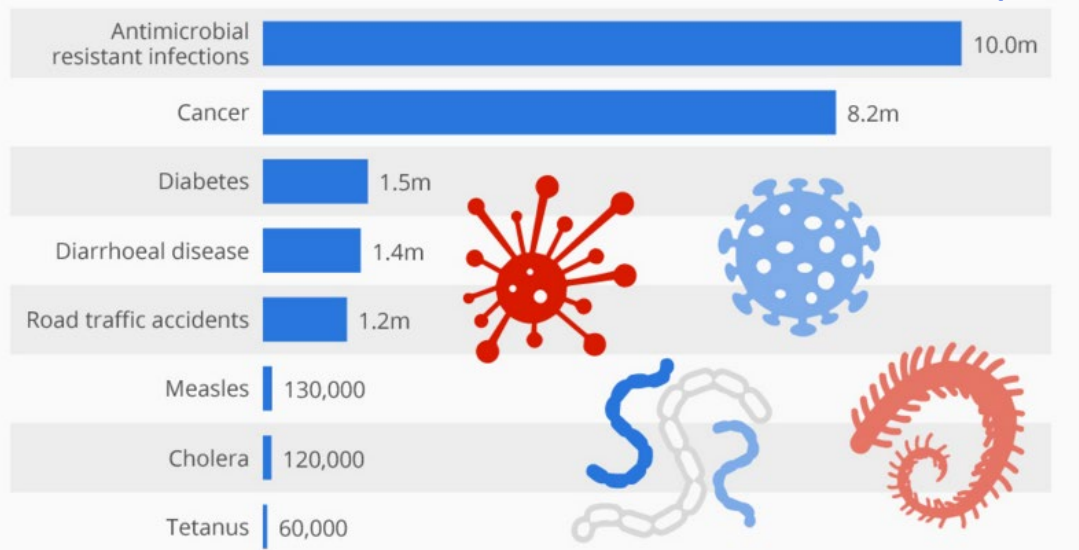 Antimicrobial
resistant infections
10.0m
Cancer
8.2m
Diabetes
1.5m
Diarrhoeal disease
1.4m
Road traffic accidents
1.2m
Measles
130,000
Cholera
120,000
Tetanus
60,000